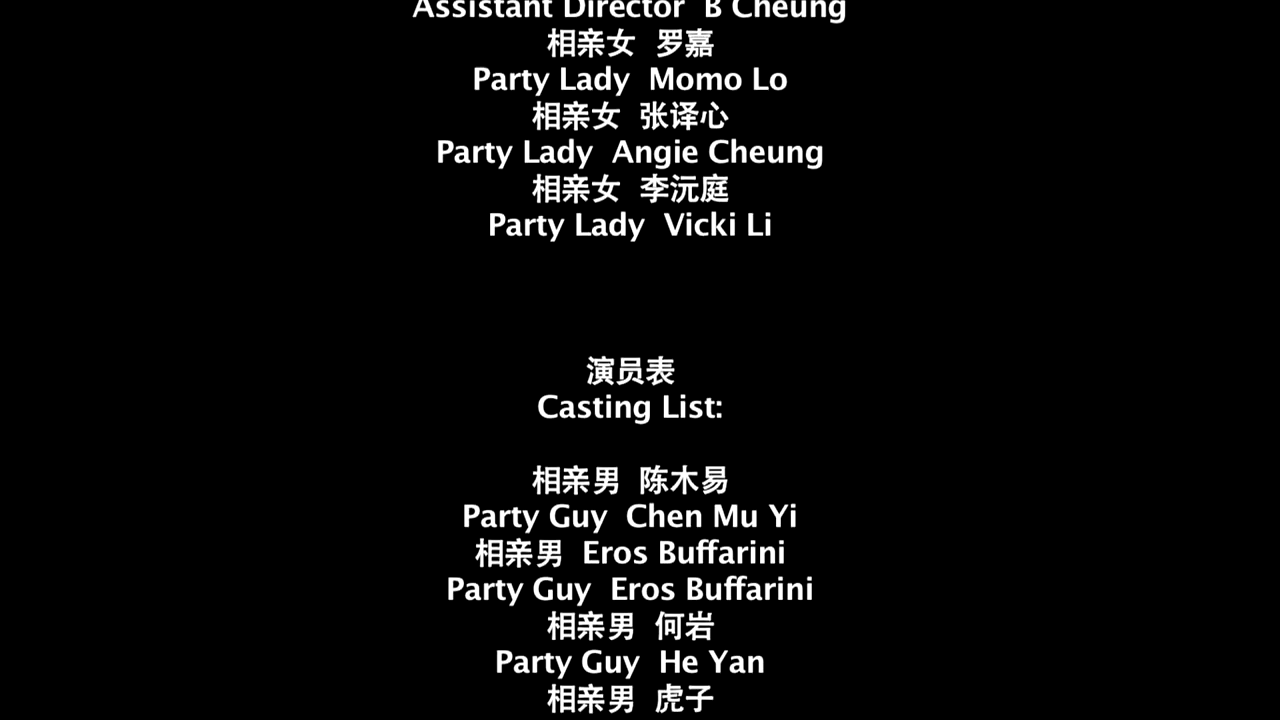 Assistant Director  B Cheung
相亲女  罗嘉
Party Lady  Momo Lo
相亲女  张译心
Party Lady  Angie Cheung
相亲女  李沅庭
Party Lady  Vicki Li
演员表
Casting List:
相亲男  陈木易
Party Guy  Chen Mu Yi
相亲男  Eros Buffarini
Party Guy  Eros Buffarini
相亲男  何岩
Party Guy  He Yan
相亲男  虎子